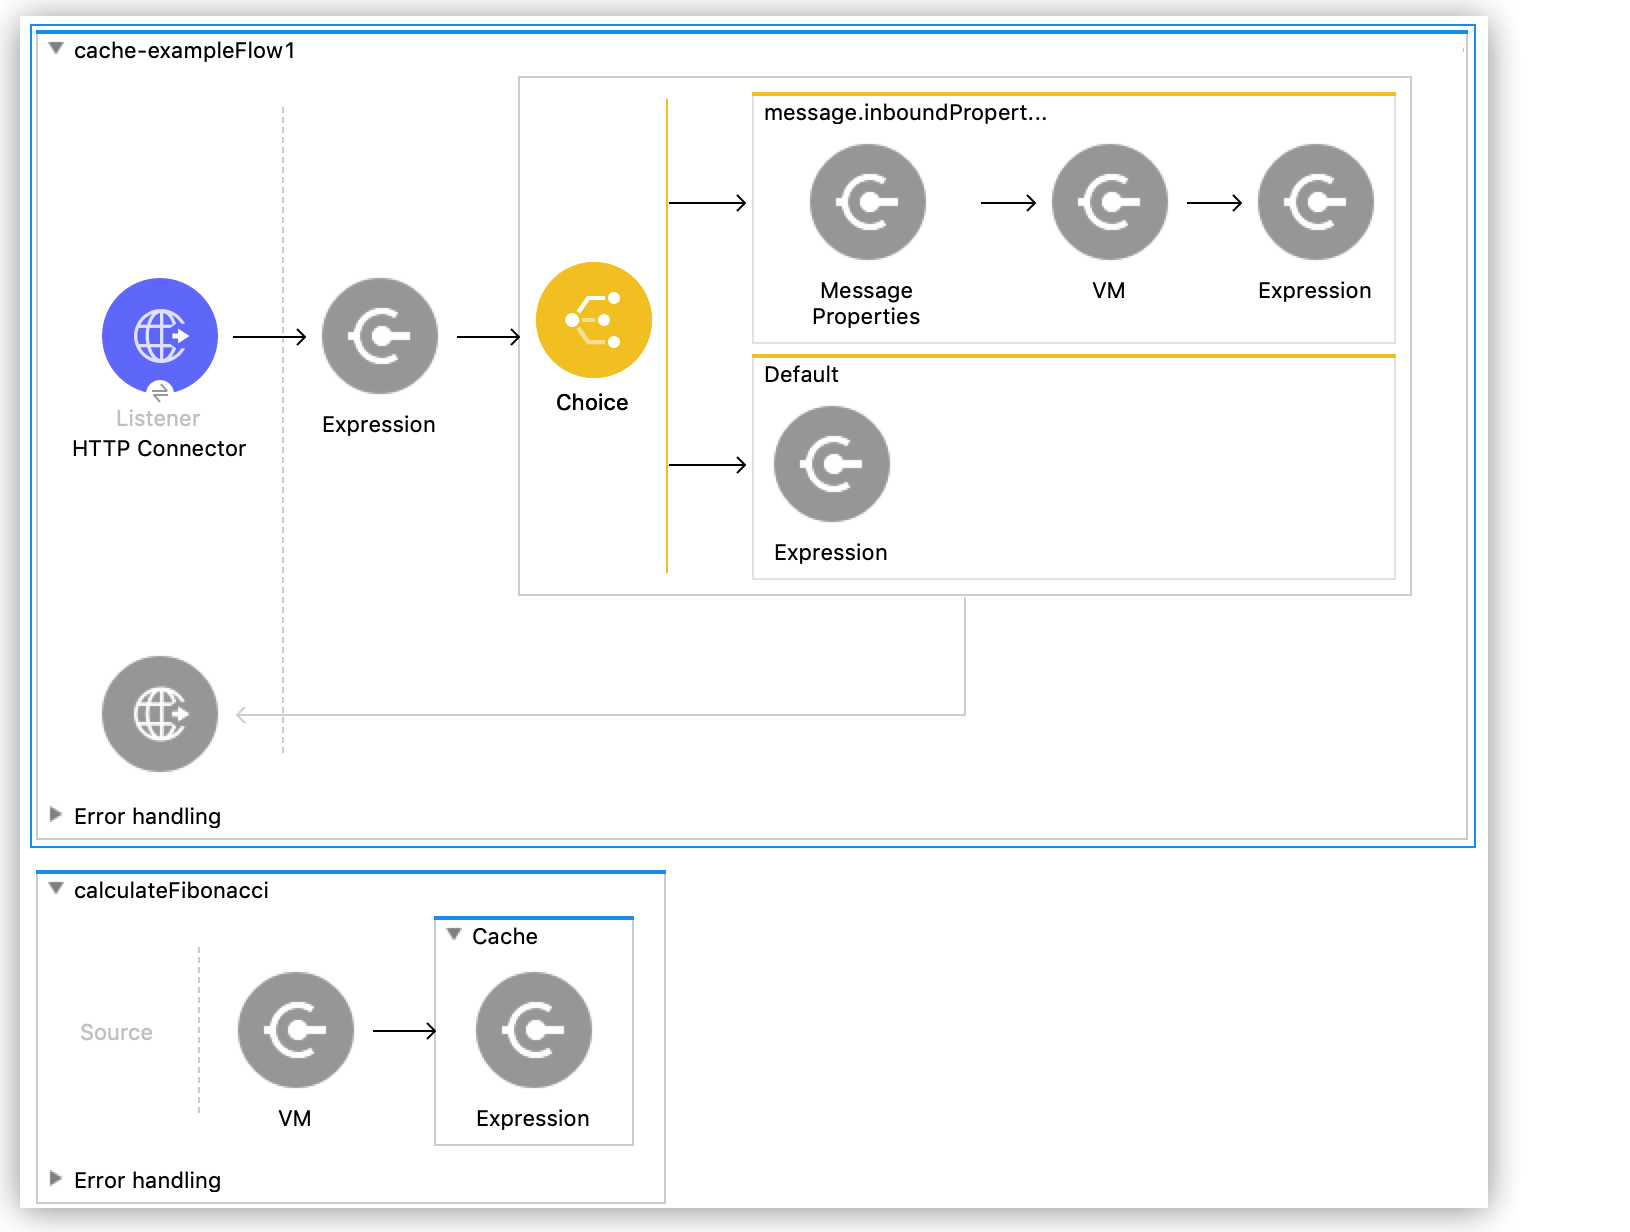 cache-exampleFlow1
message.inboundPropert...
Message
Properties
VM
Expression
Listener
HTTP Connector
Expression
Choice
Default
Expression
Error handling
calculateFibonacci
Cache
Source
VM
Expression
Error handling